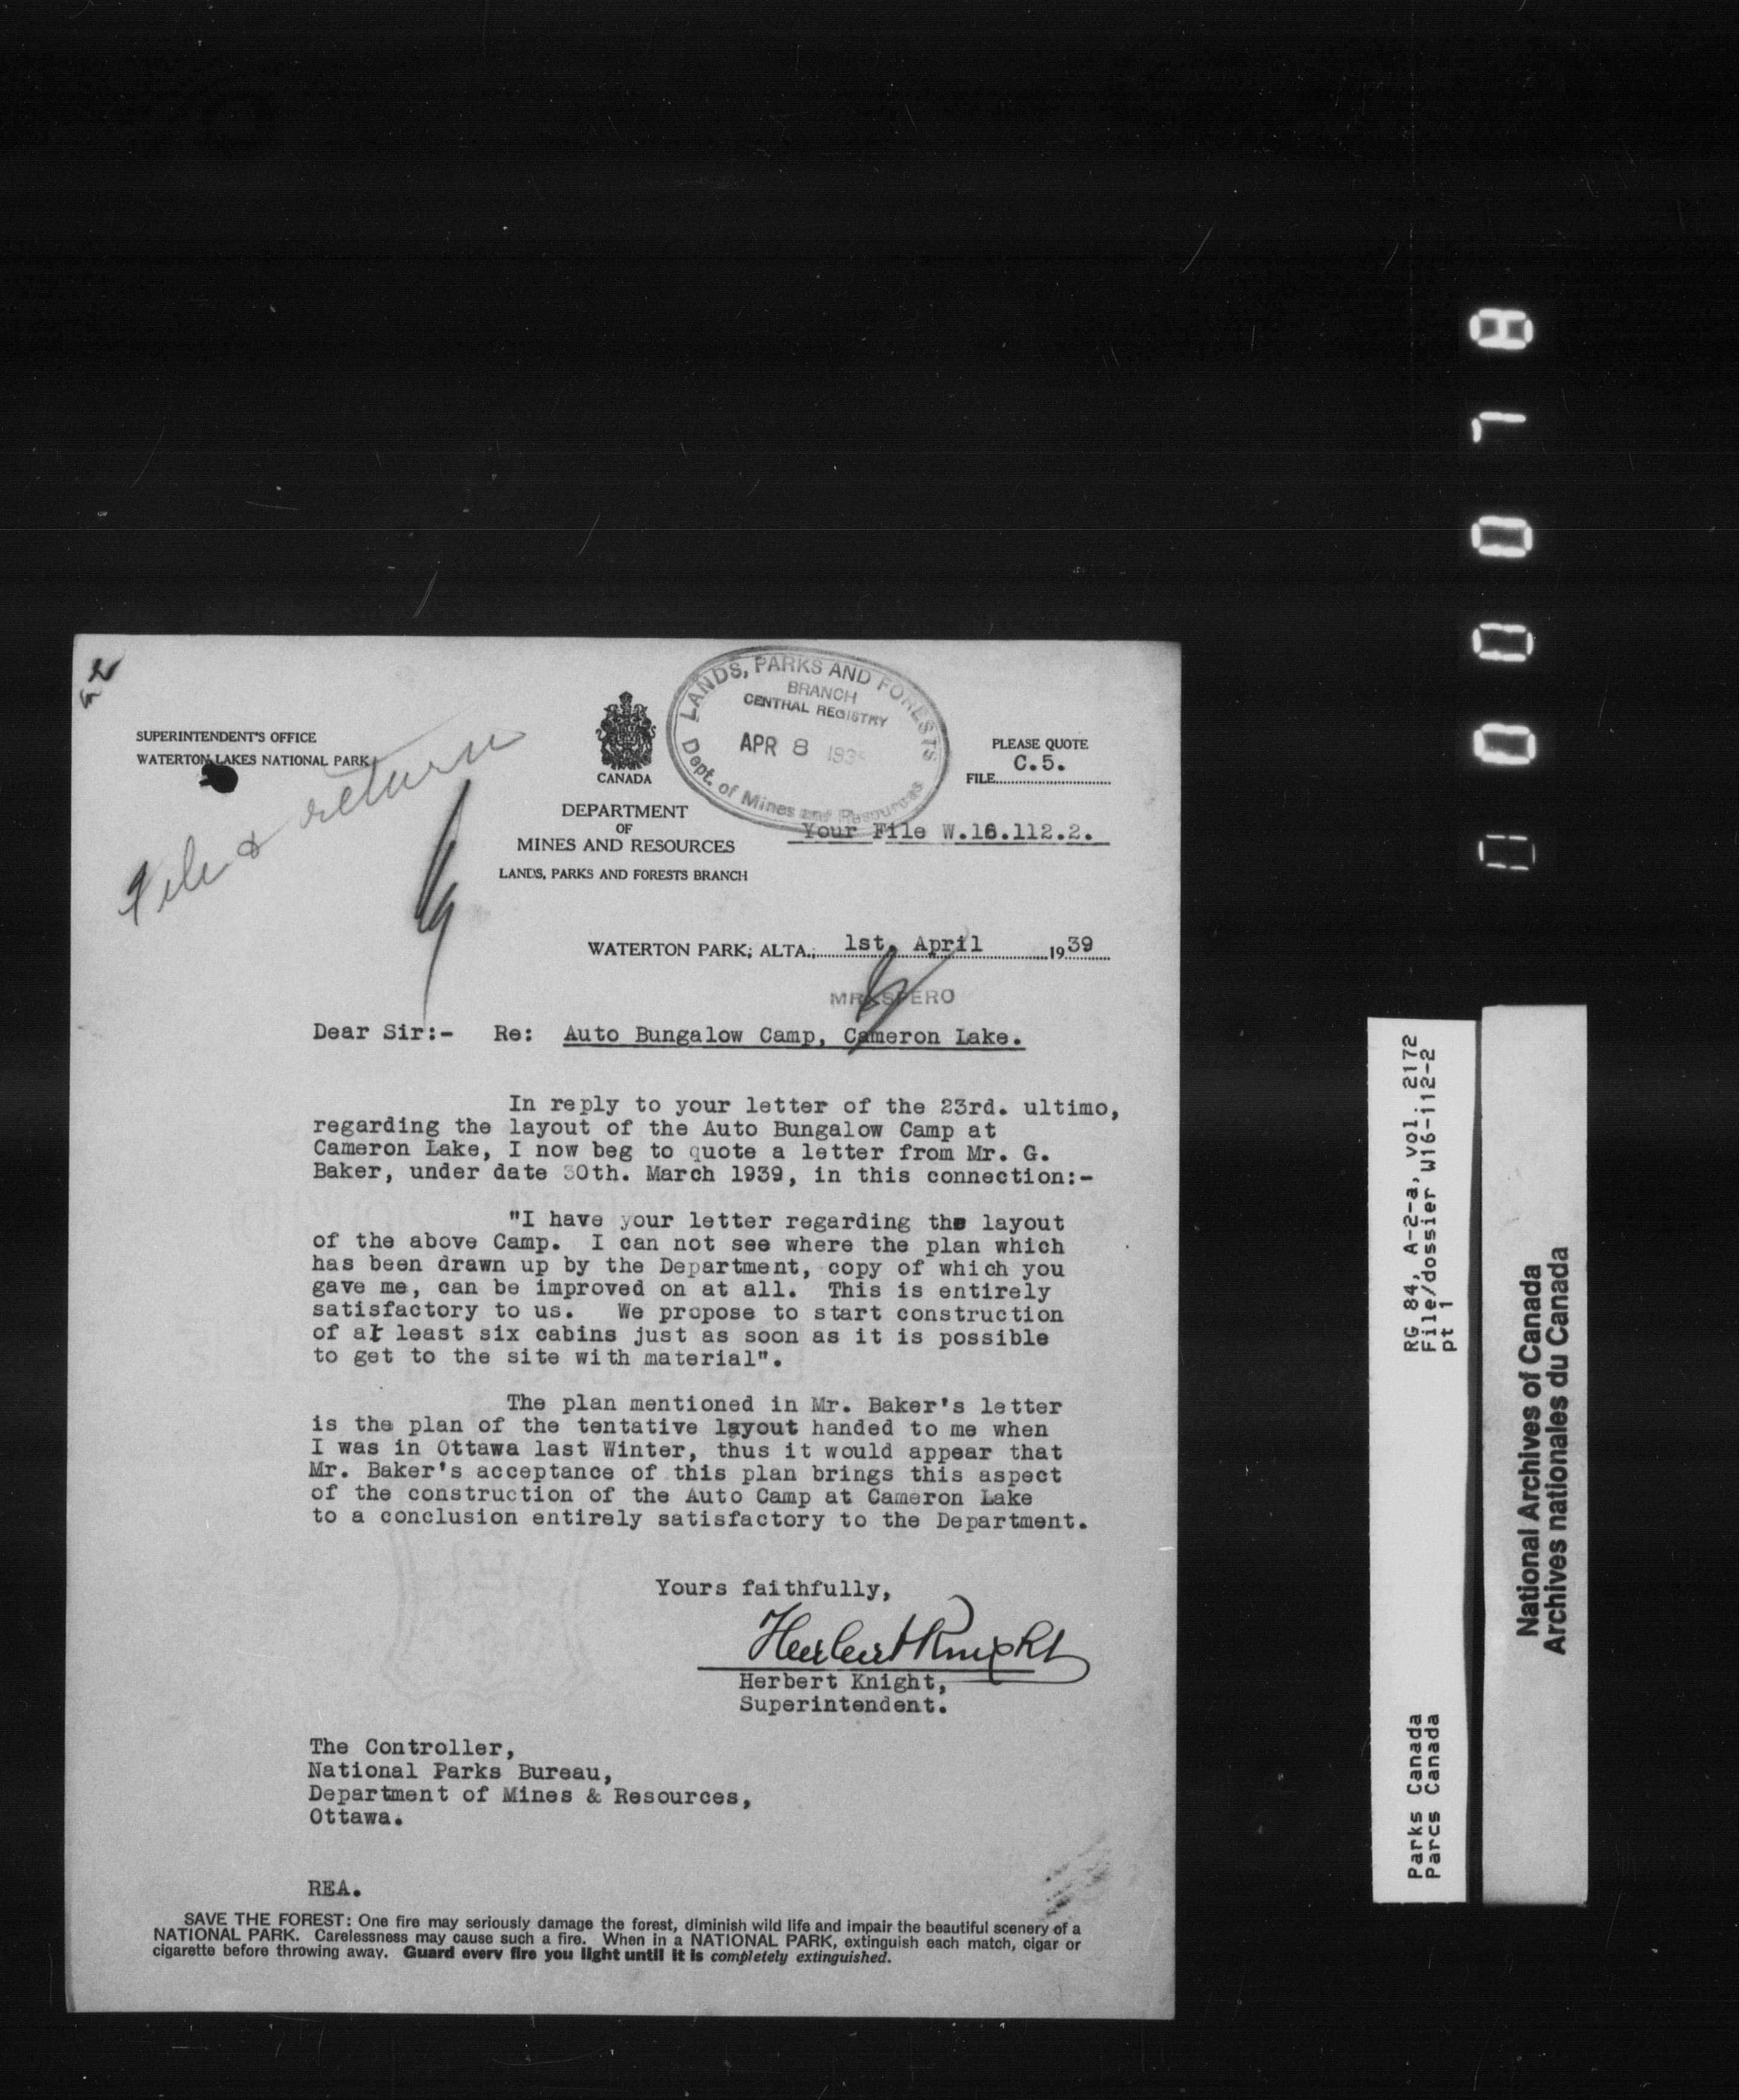 SUPERINTENDENT'S OFFICE
WATERTON LAKES NATIONAL PARK
File & return
CANADA
DEPARTMENT
OF
MINES AND RESOURCES
LANDS, PARKS AND FORESTS BRANCH
LANDS, PARKS AND FORESTS
BRANCH
CENTRAL REGISTRY
APR 8 1939
Dept. of Mines and Resources
PLEASE QUOTE
C.5.
FILE
Your File W.16.112.2.
WATERTON PARK, ALTA., 1st. April 1939
MR. SPERO
Dear Sir:- Re: Auto Bungalow Camp, Cameron Lake.
In reply to your letter of the 23rd. ultimo,
regarding the layout of the Auto Bungalow Camp at
Cameron Lake, I now beg to quote a letter from Mr. G.
Baker, under date 30th. March 1939, in this connection:-
"I have your letter regarding the layout
of the above Camp. I can not see where the plan which
has been drawn up by the Department, copy of which you
gave me, can be improved on at all. This is entirely
satisfactory to us. We propose to start construction
of at least six cabins just as soon as it is possible
to get to the site with material".
The plan mentioned in Mr. Baker's letter
is the plan of the tentative layout handed to me when
I was in Ottawa last Winter, thus it would appear that
Mr. Baker's acceptance of this plan brings this aspect
of the construction of the Auto Camp at Cameron Lake
to a conclusion entirely satisfactory to the Department.
Yours faithfully,
Herbert Knight
Herbert Knight,
Superintendent.
The Controller,
National Parks Bureau,
Department of Mines & Resources,
Ottawa.
REA.
SAVE THE FOREST: One fire may seriously damage the forest, diminish wild life and impair the beautiful scenery of a
NATIONAL PARK. Carelessness may cause such a fire. When in a NATIONAL PARK, extinguish each match, cigar or
cigarette before throwing away. Guard every fire you light until it is completely extinguished.
RG 84, A-2-a, vol. 2172
File/dossier W16-112-2
pt 1
Parks Canada
Parcs Canada
National Archives of Canada
Archives nationales du Canada
000078